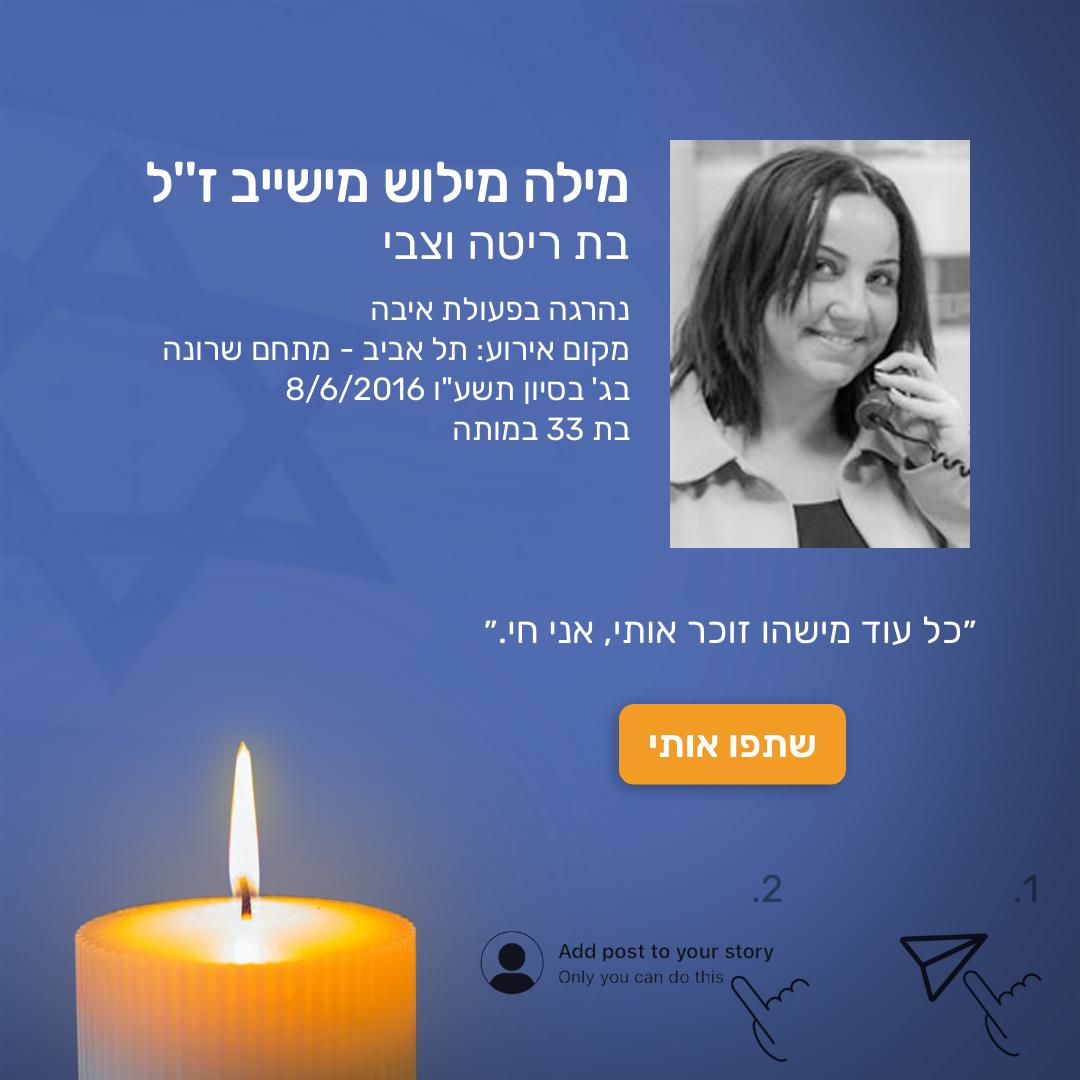 מילה מילוש מישייב ז''ל
בת ריטה וצבי
נהרגה בפעולת איבה
מקום אירוע: תל אביב - מתחם שרונה
בג' בסיון תשע"ו 8/6/2016
בת 33 במותה
״כל עוד מישהו זוכר אותי, אני חי.״
שתפו אותי
1.
2.
Add post to your story
Only you can do this